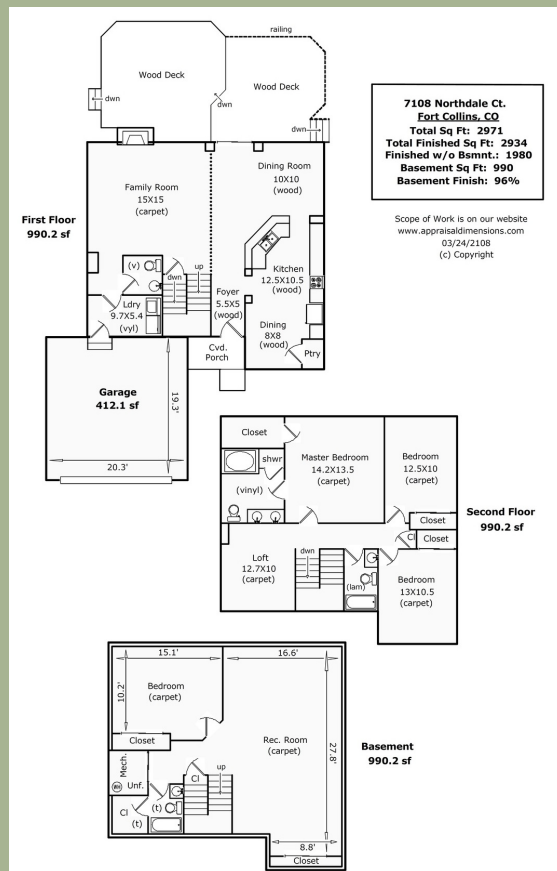 railing
Wood Deck
Wood Deck
dwn
dwn
dwn
7108 Northdale Ct.
Fort Collins, CO
Total Sq Ft: 2971
Total Finished Sq Ft: 2934
Finished w/o Bsmnt.: 1980
Basement Sq Ft: 990
Basement Finish: 96%
Scope of Work is on our website
www.appraisaldimensions.com
03/24/2108
(c) Copyright
First Floor
990.2 sf
Family Room
15X15
(carpet)
Dining Room
10X10
(wood)
(v)
dwn
up
Kitchen
12.5X10.5
(wood)
Foyer
5.5X5
(wood)
Ldry
9.7X5.4
(vyl)
Dining
8X8
(wood)
Ptry
Cvd.
Porch
Garage
412.1 sf
19.3'
20.3'
Closet
shwr
(vinyl)
Master Bedroom
14.2X13.5
(carpet)
Bedroom
12.5X10
(carpet)
Closet
Cl
Closet
Second Floor
990.2 sf
Loft
12.7X10
(carpet)
dwn
(lam)
Bedroom
13X10.5
(carpet)
15.1'
16.6'
10.2'
Bedroom
(carpet)
Closet
Rec. Room
(carpet)
27.8'
Basement
990.2 sf
Mech.
Unf.
Cl
up
Cl
(t)
(t)
8.8'
Closet